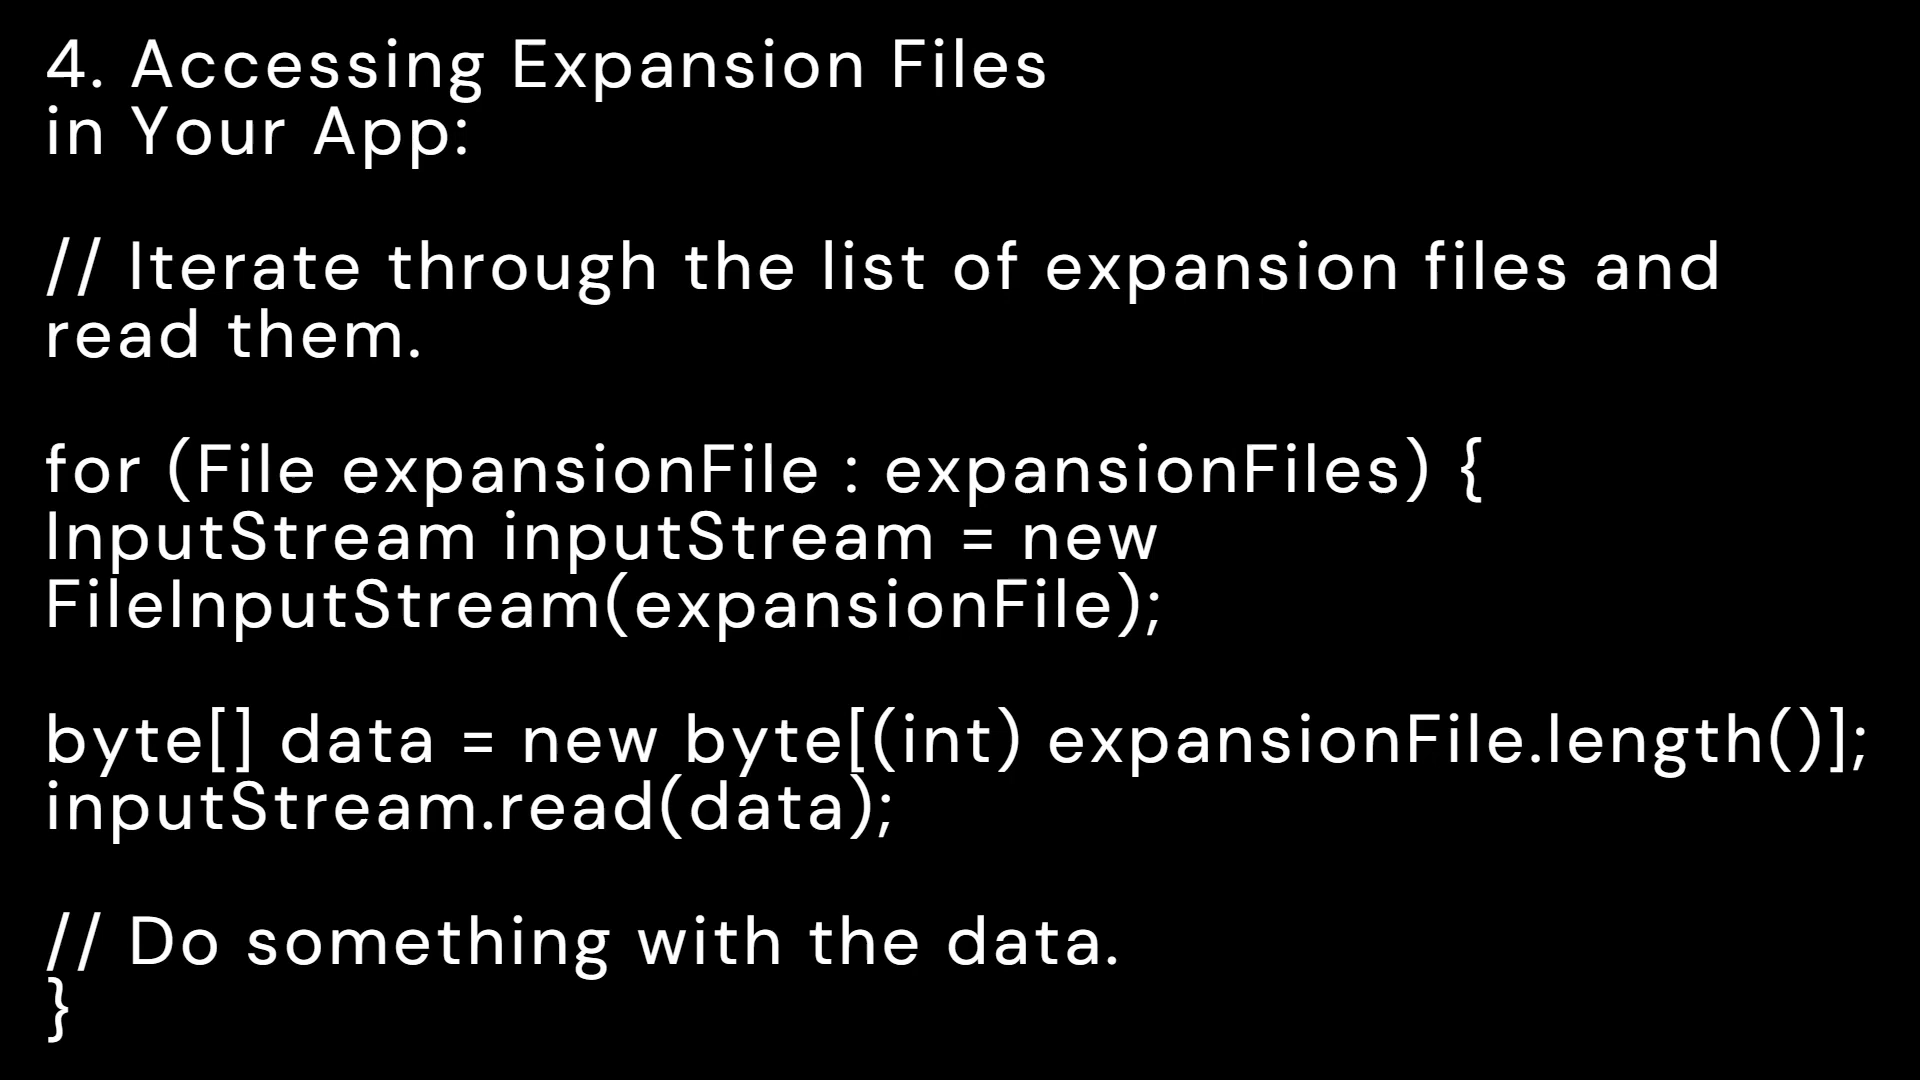 4. Accessing Expansion Files
in Your App:
// Iterate through the list of expansion files and
read them.
for (File expansionFile : expansionFiles) {
InputStream inputStream = new
FileInputStream(expansionFile);
byte[] data = new byte[(int) expansionFile.length()];
inputStream.read(data);
// Do something with the data.
}